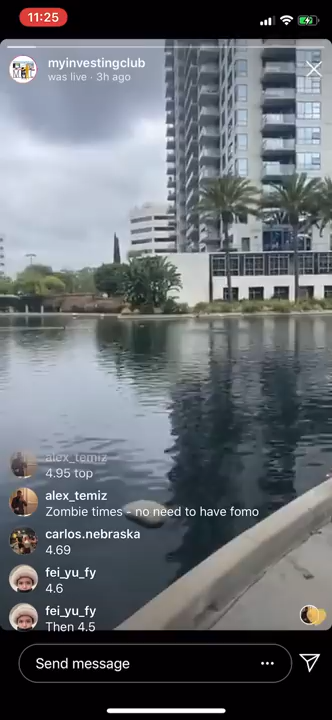 11:25
myinvestingclub
was live · 3h ago
alex_temiz
4.95 top
alex_temiz
Zombie times - no need to have fomo
carlos.nebraska
4.69
fei_yu_fy
4.6
fei_yu_fy
Then 4.5
Send message